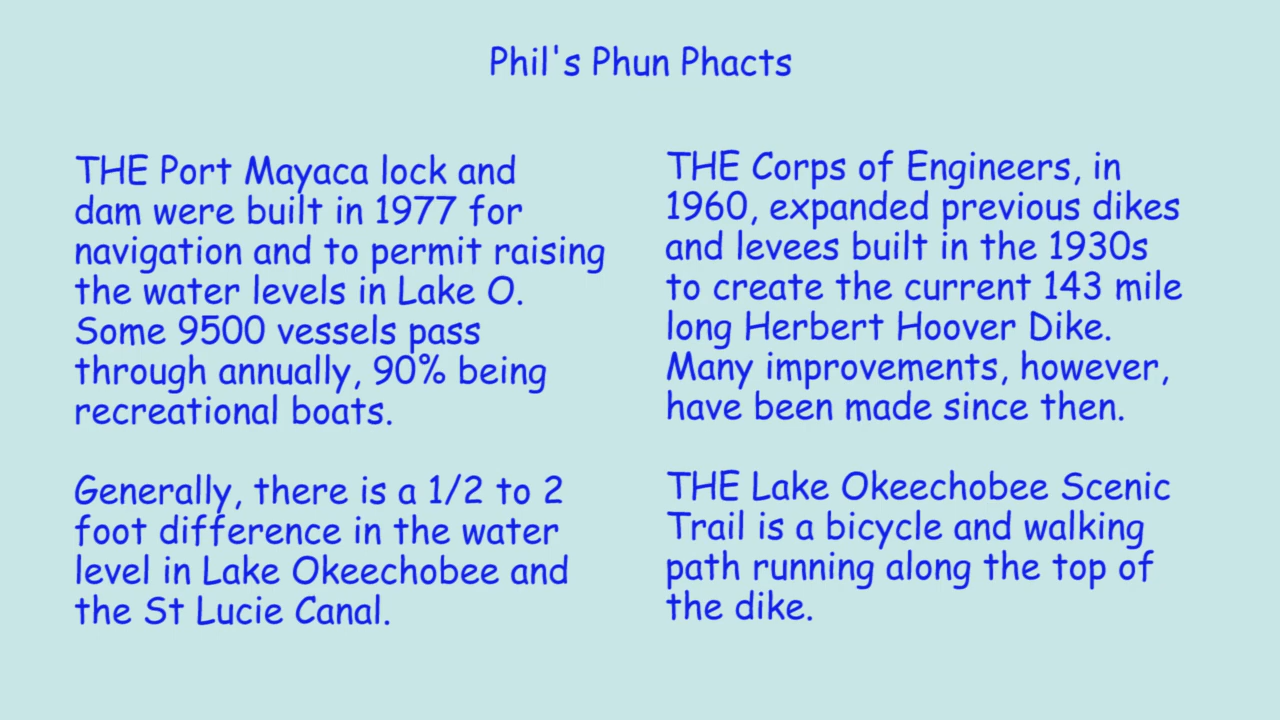 Phil's Phun Phacts
THE Port Mayaca lock and
dam were built in 1977 for
navigation and to permit raising
the water levels in Lake O.
Some 9500 vessels pass
through annually, 90% being
recreational boats.
Generally, there is a 1/2 to 2
foot difference in the water
level in Lake Okeechobee and
the St Lucie Canal.
THE Corps of Engineers, in
1960, expanded previous dikes
and levees built in the 1930s
to create the current 143 mile
long Herbert Hoover Dike.
Many improvements, however,
have been made since then.
THE Lake Okeechobee Scenic
Trail is a bicycle and walking
path running along the top of
the dike.